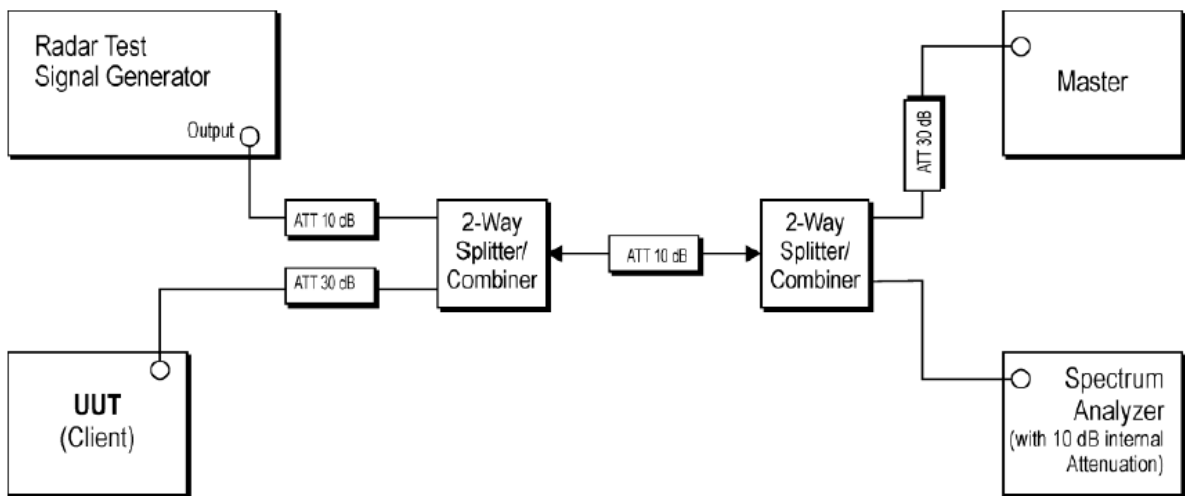 Radar Test
Signal Generator
Output
ATT 10 dB
ATT 30 dB
UUT
(Client)
2-Way
Splitter/
Combiner
ATT 10 dB
2-Way
Splitter/
Combiner
ATT 30 dB
Master
Spectrum
Analyzer
(with 10 dB internal
Attenuation)